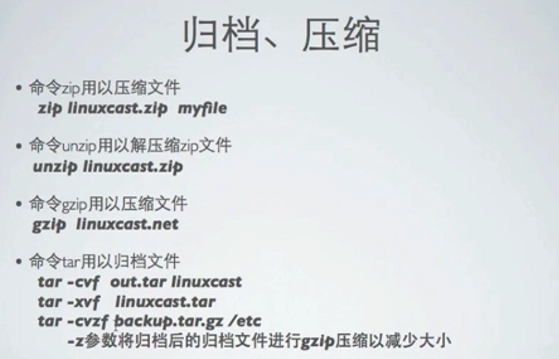 归档、压缩
• 命令zip用以压缩文件
zip linuxcast.zip myfile
• 命令unzip用以解压缩zip文件
unzip linuxcast.zip
• 命令gzip用以压缩文件
gzip linuxcast.net
• 命令tar用以归档文件
tar -cvf out.tar linuxcast
tar -xvf linuxcast.tar
tar -cvzf backup.tar.gz /etc
-z参数将归档后的归档文件进行gzip压缩以减少大小